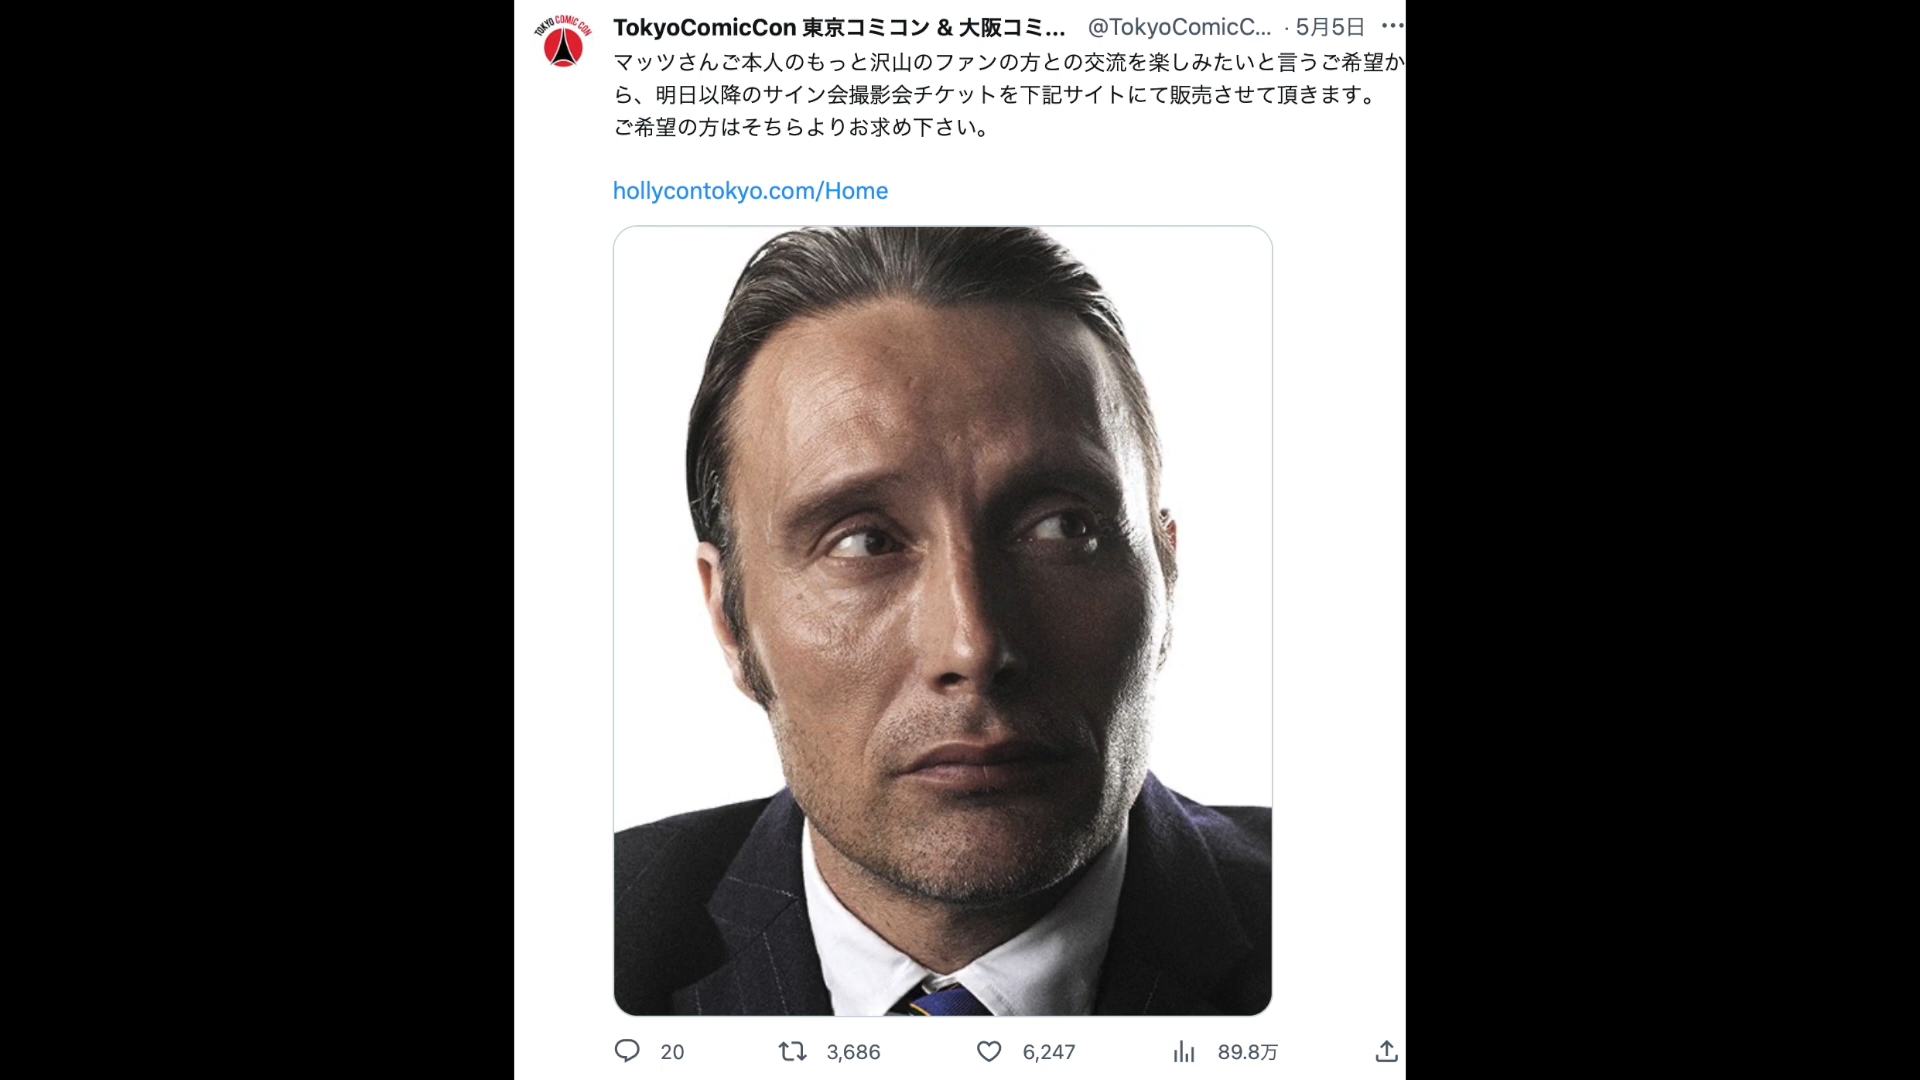 TOKYO COMIC CON
TokyoComicCon 東京コミコン & 大阪コミ... @TokyoComicC... · 5月5日
マッツさんご本人のもっと沢山のファンの方との交流を楽しみたいと言うご希望か
ら、明日以降のサイン会撮影会チケットを下記サイトにて販売させて頂きます。
ご希望の方はそちらよりお求め下さい。
hollycontokyo.com/Home
20 3,686 6,247 89.8万